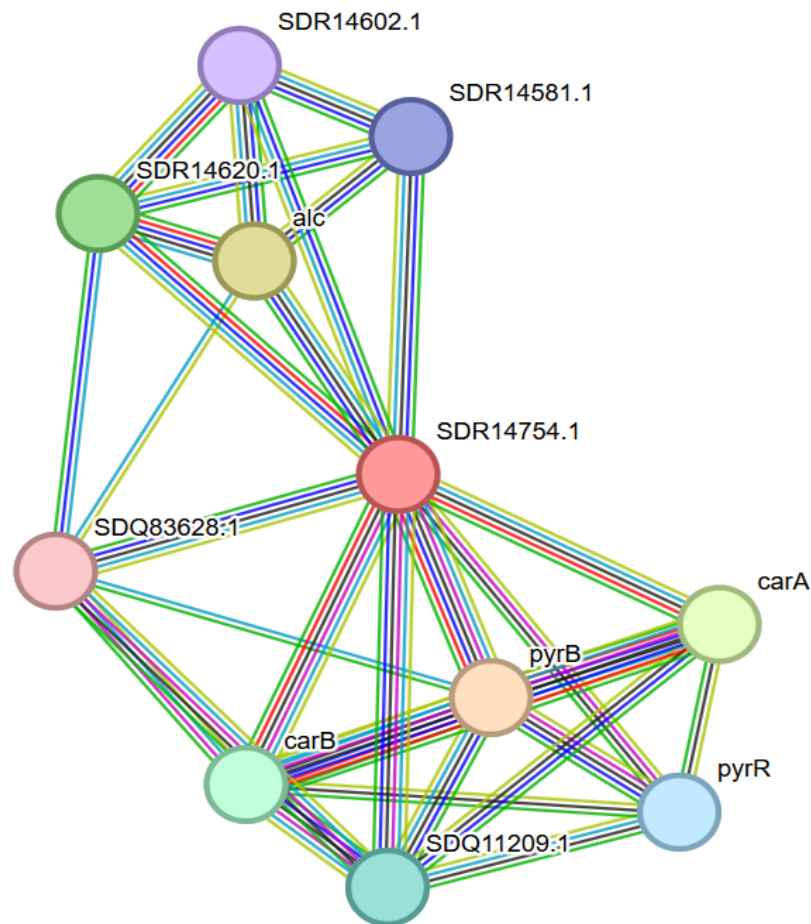 SDR14602.1
SDR14581.1
SDR14620.1
alc
SDR14754.1
SDQ83628.1
carA
pyrB
carB
pyrR
SDQ11209.1